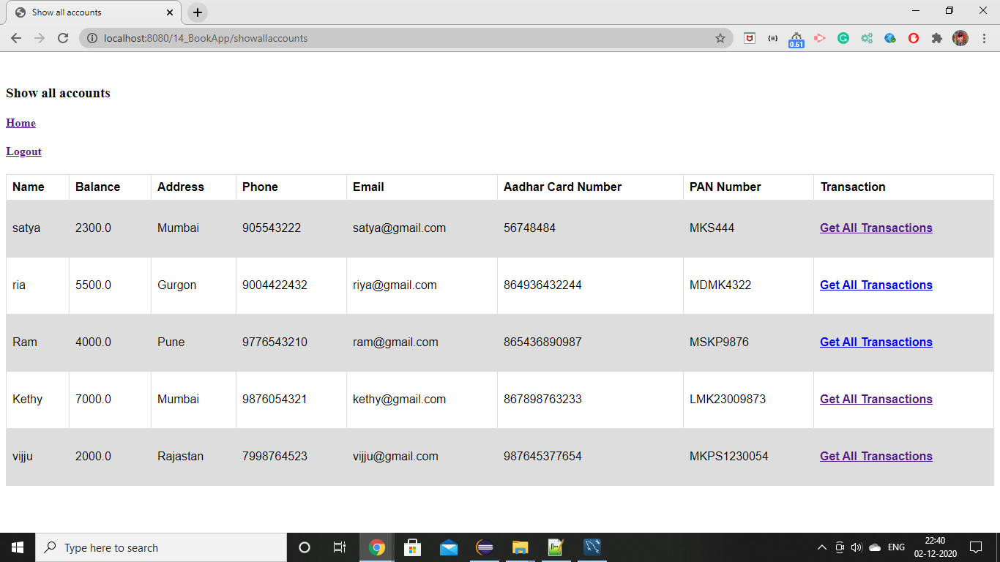 Show all accounts
localhost:8080/14_BookApp/showallaccounts
0.61
Show all accounts
Home
Logout
Name Balance Address Phone Email Aadhar Card Number PAN Number Transaction
satya 2300.0 Mumbai 905543222 satya@gmail.com 56748484 MKS444 Get All Transactions
ria 5500.0 Gurgon 9004422432 riya@gmail.com 864936432244 MDMK4322 Get All Transactions
Ram 4000.0 Pune 9776543210 ram@gmail.com 865436890987 MSKP9876 Get All Transactions
Kethy 7000.0 Mumbai 9876054321 kethy@gmail.com 867898763233 LMK23009873 Get All Transactions
vijju 2000.0 Rajastan 7998764523 vijju@gmail.com 987645377654 MKPS1230054 Get All Transactions
Type here to search
ENG
22:40
02-12-2020